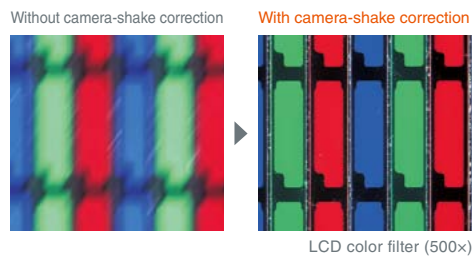 Without camera-shake correction
With camera-shake correction
LCD color filter (500×)